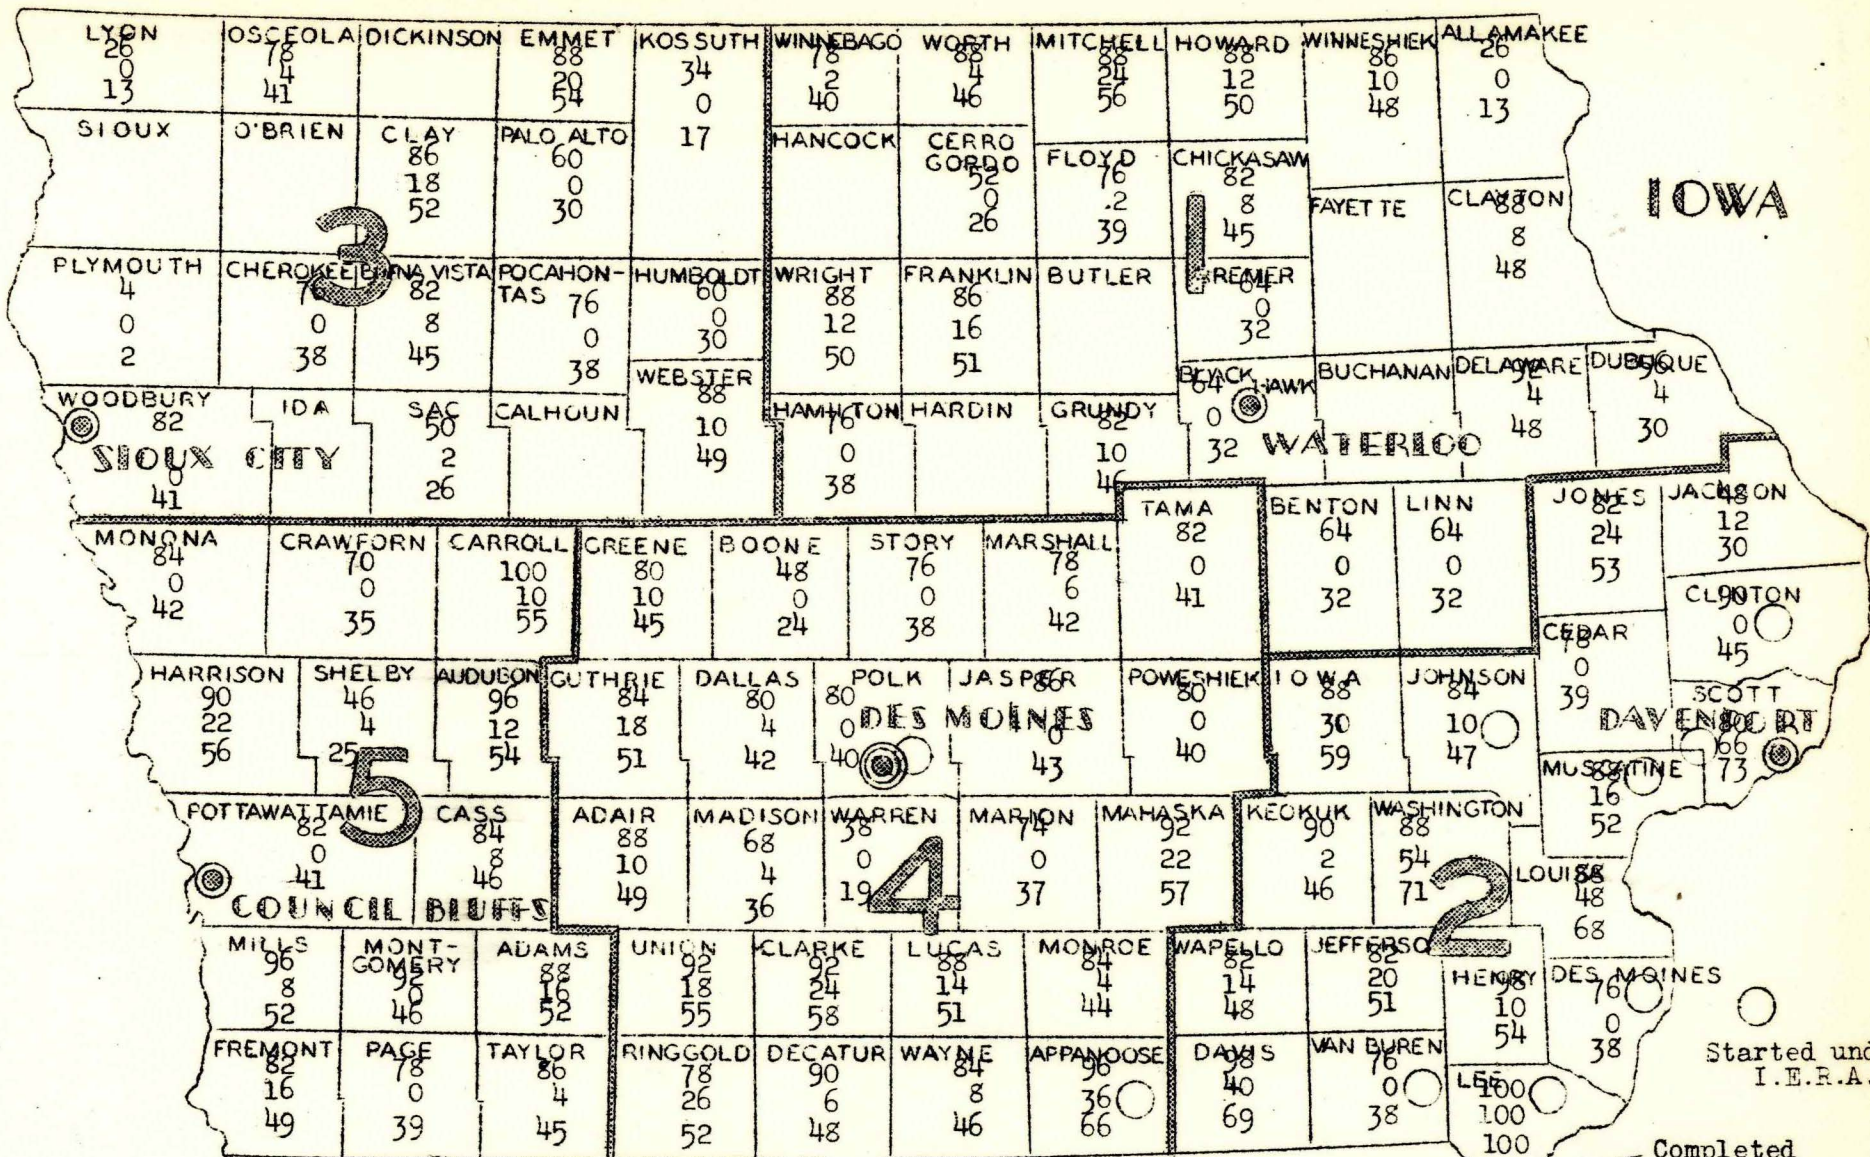 LYON
26
0
13
OSCEOLA
78
4
41
DICKINSON
EMMET
88
20
54
KOSSUTH
34
0
17
WINNEBAGO
78
2
40
WORTH
88
4
46
MITCHELL
88
24
56
HOWARD
88
12
50
WINNESHIEK
86
10
48
ALLAMAKEE
26
0
13
SIOUX
O'BRIEN
CLAY
86
18
52
PALO ALTO
60
0
30
HANCOCK
CERRO
GORDO
52
0
26
FLOYD
76
.2
39
CHICKASAW
82
8
45
FAYETTE
CLAYTON
88
8
48
IOWA
3
1
PLYMOUTH
4
0
2
CHEROKEE
76
0
38
BUENA VISTA
82
8
45
POCAHON-
TAS
76
0
38
HUMBOLDT
60
0
30
WRIGHT
88
12
50
FRANKLIN
86
16
51
BUTLER
BREMER
64
0
32
WOODBURY
82
0
41
SIOUX CITY
IDA
SAC
50
2
26
CALHOUN
WEBSTER
88
10
49
HAMILTON
76
0
38
HARDIN
GRUNDY
82
10
46
BLACK HAWK
64
0
32
WATERLOO
BUCHANAN
DELAWARE
92
4
48
DUBUQUE
56
4
30
MONONA
84
0
42
CRAWFORN
70
0
35
CARROLL
100
10
55
GREENE
80
10
45
BOONE
48
0
24
STORY
76
0
38
MARSHALL
78
6
42
TAMA
82
0
41
BENTON
64
0
32
LINN
64
0
32
JONES
82
24
53
JACKSON
48
12
30
CLINTON
90
0
45
CEDAR
78
0
39
HARRISON
90
22
56
SHELBY
46
4
25
AUDUBON
96
12
54
GUTHRIE
84
18
51
DALLAS
80
4
42
POLK
80
0
40
DES MOINES
JASPER
86
0
43
POWESHIEK
80
0
40
IOWA
88
30
59
JOHNSON
84
10
47
SCOTT
80
66
73
DAVENPORT
MUSCATINE
88
16
52
5
POTTAWATTAMIE
82
0
41
COUNCIL BLUFFS
CASS
84
8
46
ADAIR
88
10
49
MADISON
68
4
36
WARREN
38
0
19
4
MARION
74
0
37
MAHASKA
92
22
57
KEOKUK
90
2
46
WASHINGTON
88
54
71
2
LOUISA
88
48
68
MILLS
96
8
52
MONT-
GOMERY
92
0
46
ADAMS
88
16
52
UNION
92
18
55
CLARKE
92
24
58
LUCAS
88
14
51
MONROE
84
4
44
WAPELLO
82
14
48
JEFFERSO
82
20
51
HENRY
98
10
54
DES MOINES
76
0
38
FREMONT
82
16
49
PAGE
78
0
39
TAYLOR
86
4
45
RINGGOLD
78
26
52
DECATUR
90
6
48
WAYNE
84
8
46
APPANOOSE
96
36
66
DAVIS
98
40
69
VAN BUREN
76
0
38
LEE
100
100
100
Started und
I.E.R.A.
Completed